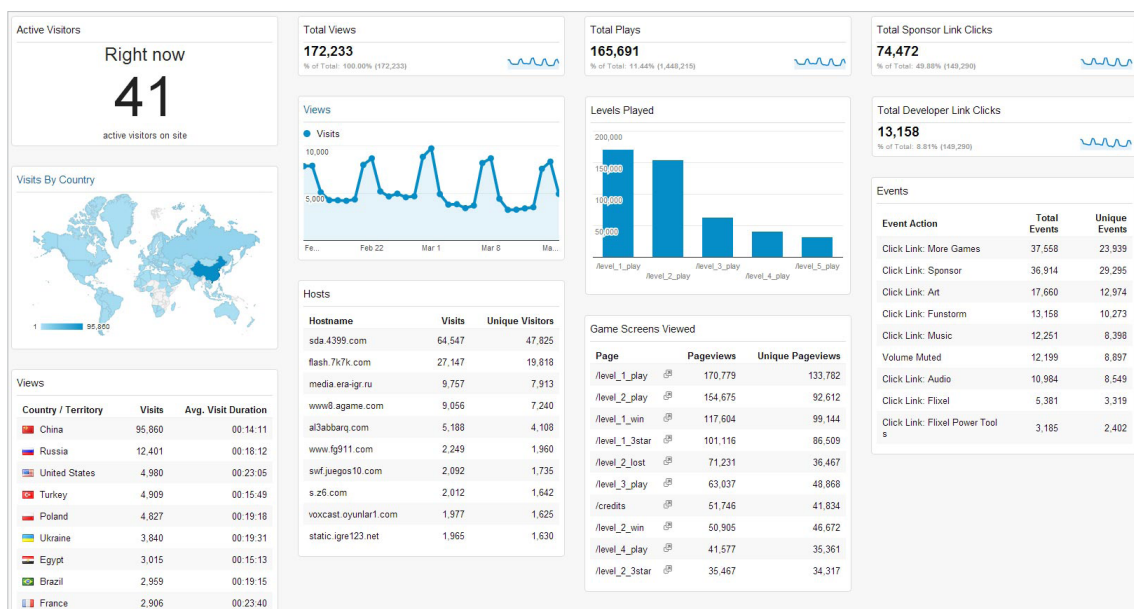 Active Visitors
Right now
41
active visitors on site
Visits By Country
1 95,860
Views
Country / Territory Visits Avg. Visit Duration
China 95,860 00:14:11
Russia 12,401 00:18:12
United States 4,980 00:23:05
Turkey 4,909 00:15:49
Poland 4,827 00:19:18
Ukraine 3,840 00:19:31
Egypt 3,015 00:15:13
Brazil 2,959 00:19:15
France 2,906 00:23:40
Total Views
172,233
% of Total: 100.00% (172,233)
Views
Visits
10,000
5,000
Fe... Feb 22 Mar 1 Mar 8 Ma...
Hosts
Hostname Visits Unique Visitors
sda.4399.com 64,547 47,825
flash.7k7k.com 27,147 19,818
media.era-igr.ru 9,757 7,913
www8.agame.com 9,056 7,240
al3abbarq.com 5,188 4,108
www.fg911.com 2,249 1,960
swf.juegos10.com 2,092 1,735
s.z6.com 2,012 1,642
voxcast.oyunlar1.com 1,977 1,625
static.igre123.net 1,965 1,630
Total Plays
165,691
% of Total: 11.44% (1,448,215)
Levels Played
200,000
150,000
100,000
50,000
/level_1_play /level_3_play /level_5_play
/level_2_play /level_4_play
Game Screens Viewed
Page Pageviews Unique Pageviews
/level_1_play 170,779 133,782
/level_2_play 154,675 92,612
/level_1_win 117,604 99,144
/level_1_3star 101,116 86,509
/level_2_lost 71,231 36,467
/level_3_play 63,037 48,868
/credits 51,746 41,834
/level_2_win 50,905 46,672
/level_4_play 41,577 35,361
/level_2_3star 35,467 34,317
Total Sponsor Link Clicks
74,472
% of Total: 49.88% (149,290)
Total Developer Link Clicks
13,158
% of Total: 8.81% (149,290)
Events
Event Action Total Events Unique Events
Click Link: More Games 37,558 23,939
Click Link: Sponsor 36,914 29,295
Click Link: Art 17,660 12,974
Click Link: Funstorm 13,158 10,273
Click Link: Music 12,251 8,398
Volume Muted 12,199 8,897
Click Link: Audio 10,984 8,549
Click Link: Flixel 5,381 3,319
Click Link: Flixel Power Tool
s 3,185 2,402